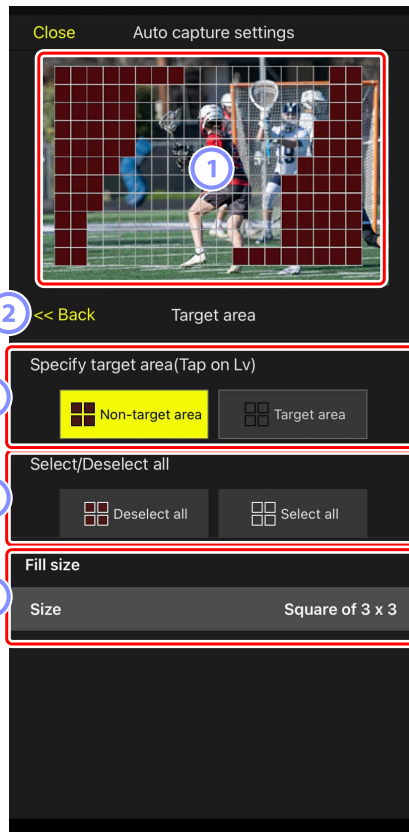 Close Auto capture settings
1
2 << Back Target area
Specify target area(Tap on Lv)
Non-target area Target area
Select/Deselect all
Deselect all Select all
Fill size
Size Square of 3 x 3